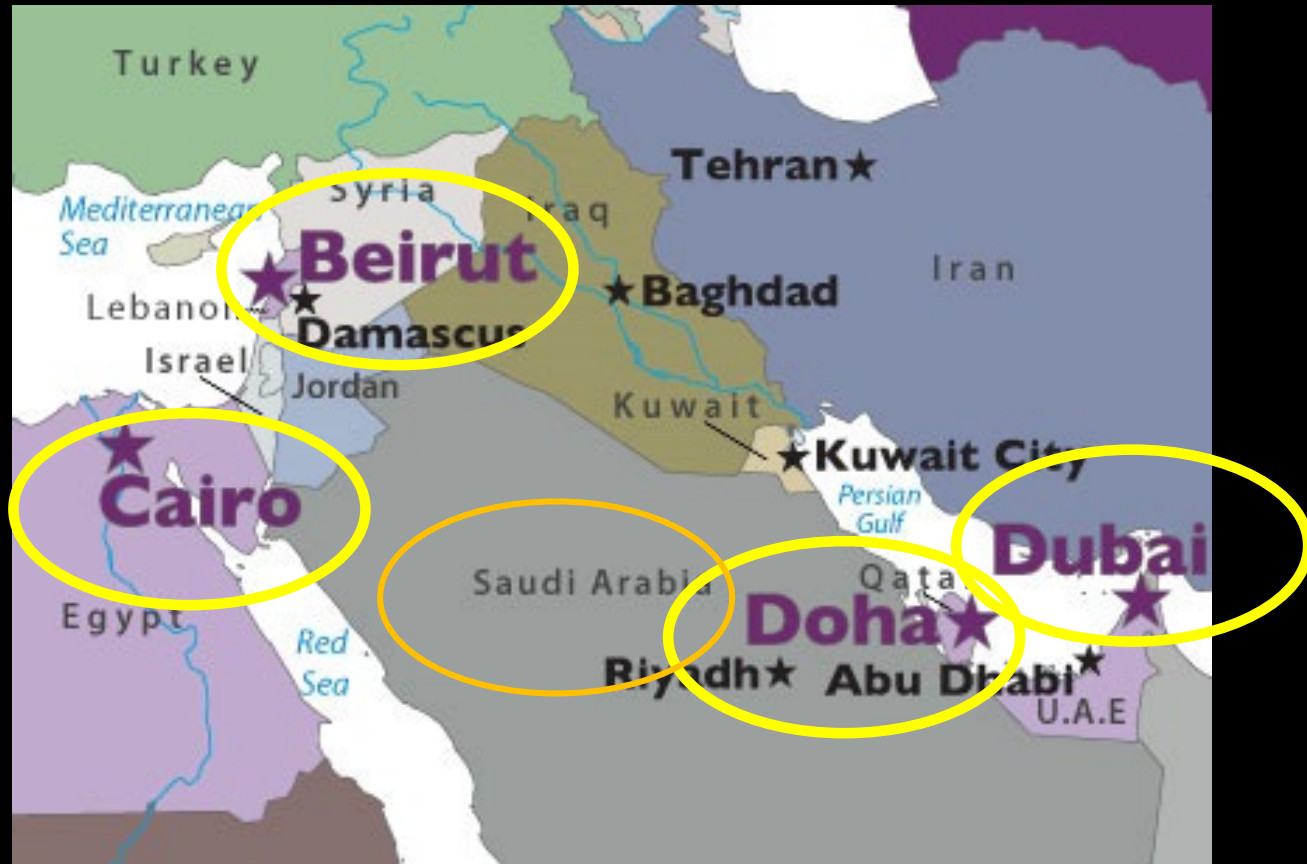 Turkey
Tehran
Syria
Mediterranean
Sea
Iraq
Beirut
Iran
Baghdad
Lebanon
Damascus
Israel
Jordan
Kuwait
Kuwait City
Cairo
Persian
Gulf
Dubai
Saudi Arabia
Qatar
Egypt
Doha
Red
Sea
Riyadh
Abu Dhabi
U.A.E